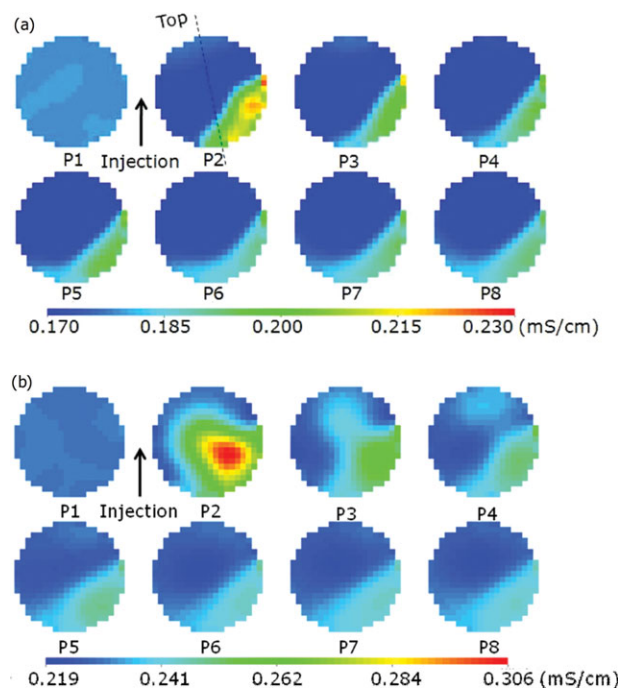 (a)
Top
P1 Injection P2 P3 P4
P5 P6 P7 P8
0.170 0.185 0.200 0.215 0.230 (mS/cm)
(b)
P1 Injection P2 P3 P4
P5 P6 P7 P8
0.219 0.241 0.262 0.284 0.306 (mS/cm)